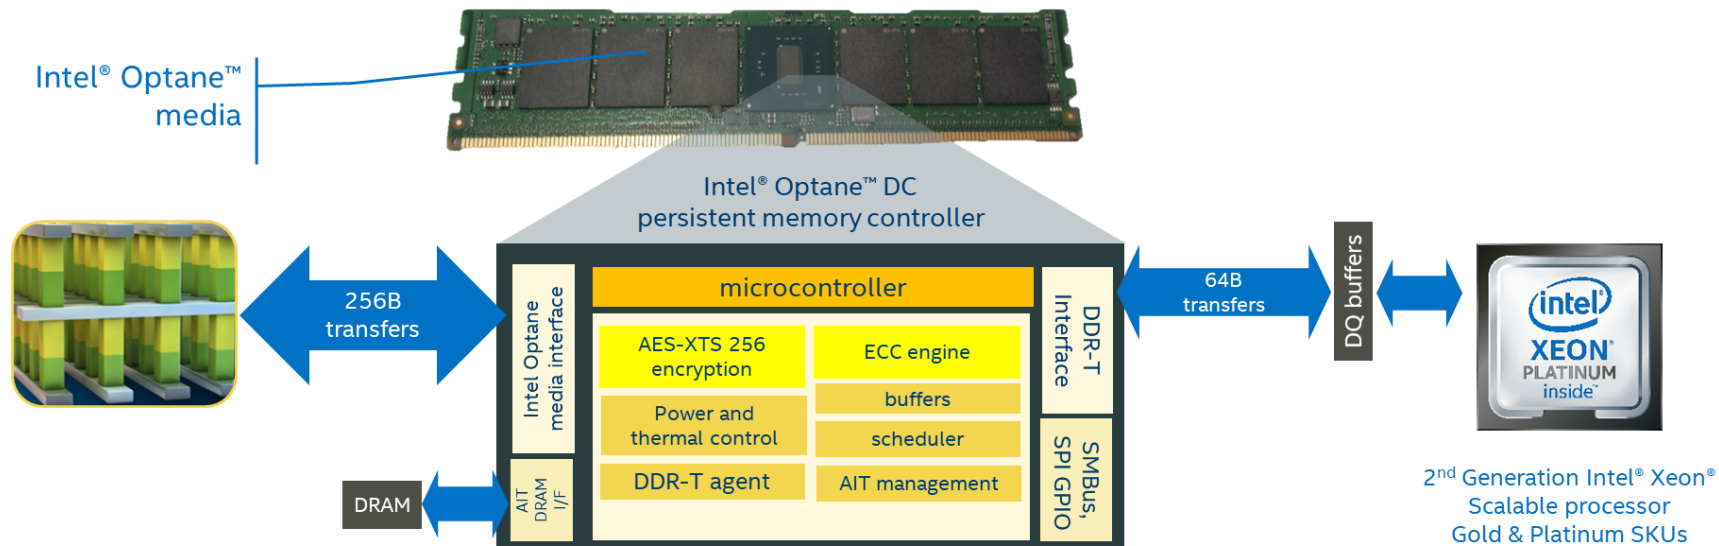 Intel® Optane™
media
Intel® Optane™ DC
persistent memory controller
256B
transfers
Intel Optane
media interface
microcontroller
AES-XTS 256
encryption
ECC engine
buffers
Power and
thermal control
scheduler
DDR-T agent
AIT management
DDR-T
Interface
SMBus,
SPI GPIO
AIT
DRAM
I/F
DRAM
64B
transfers
DQ buffers
intel®
XEON®
PLATINUM
inside™
2nd Generation Intel® Xeon®
Scalable processor
Gold & Platinum SKUs